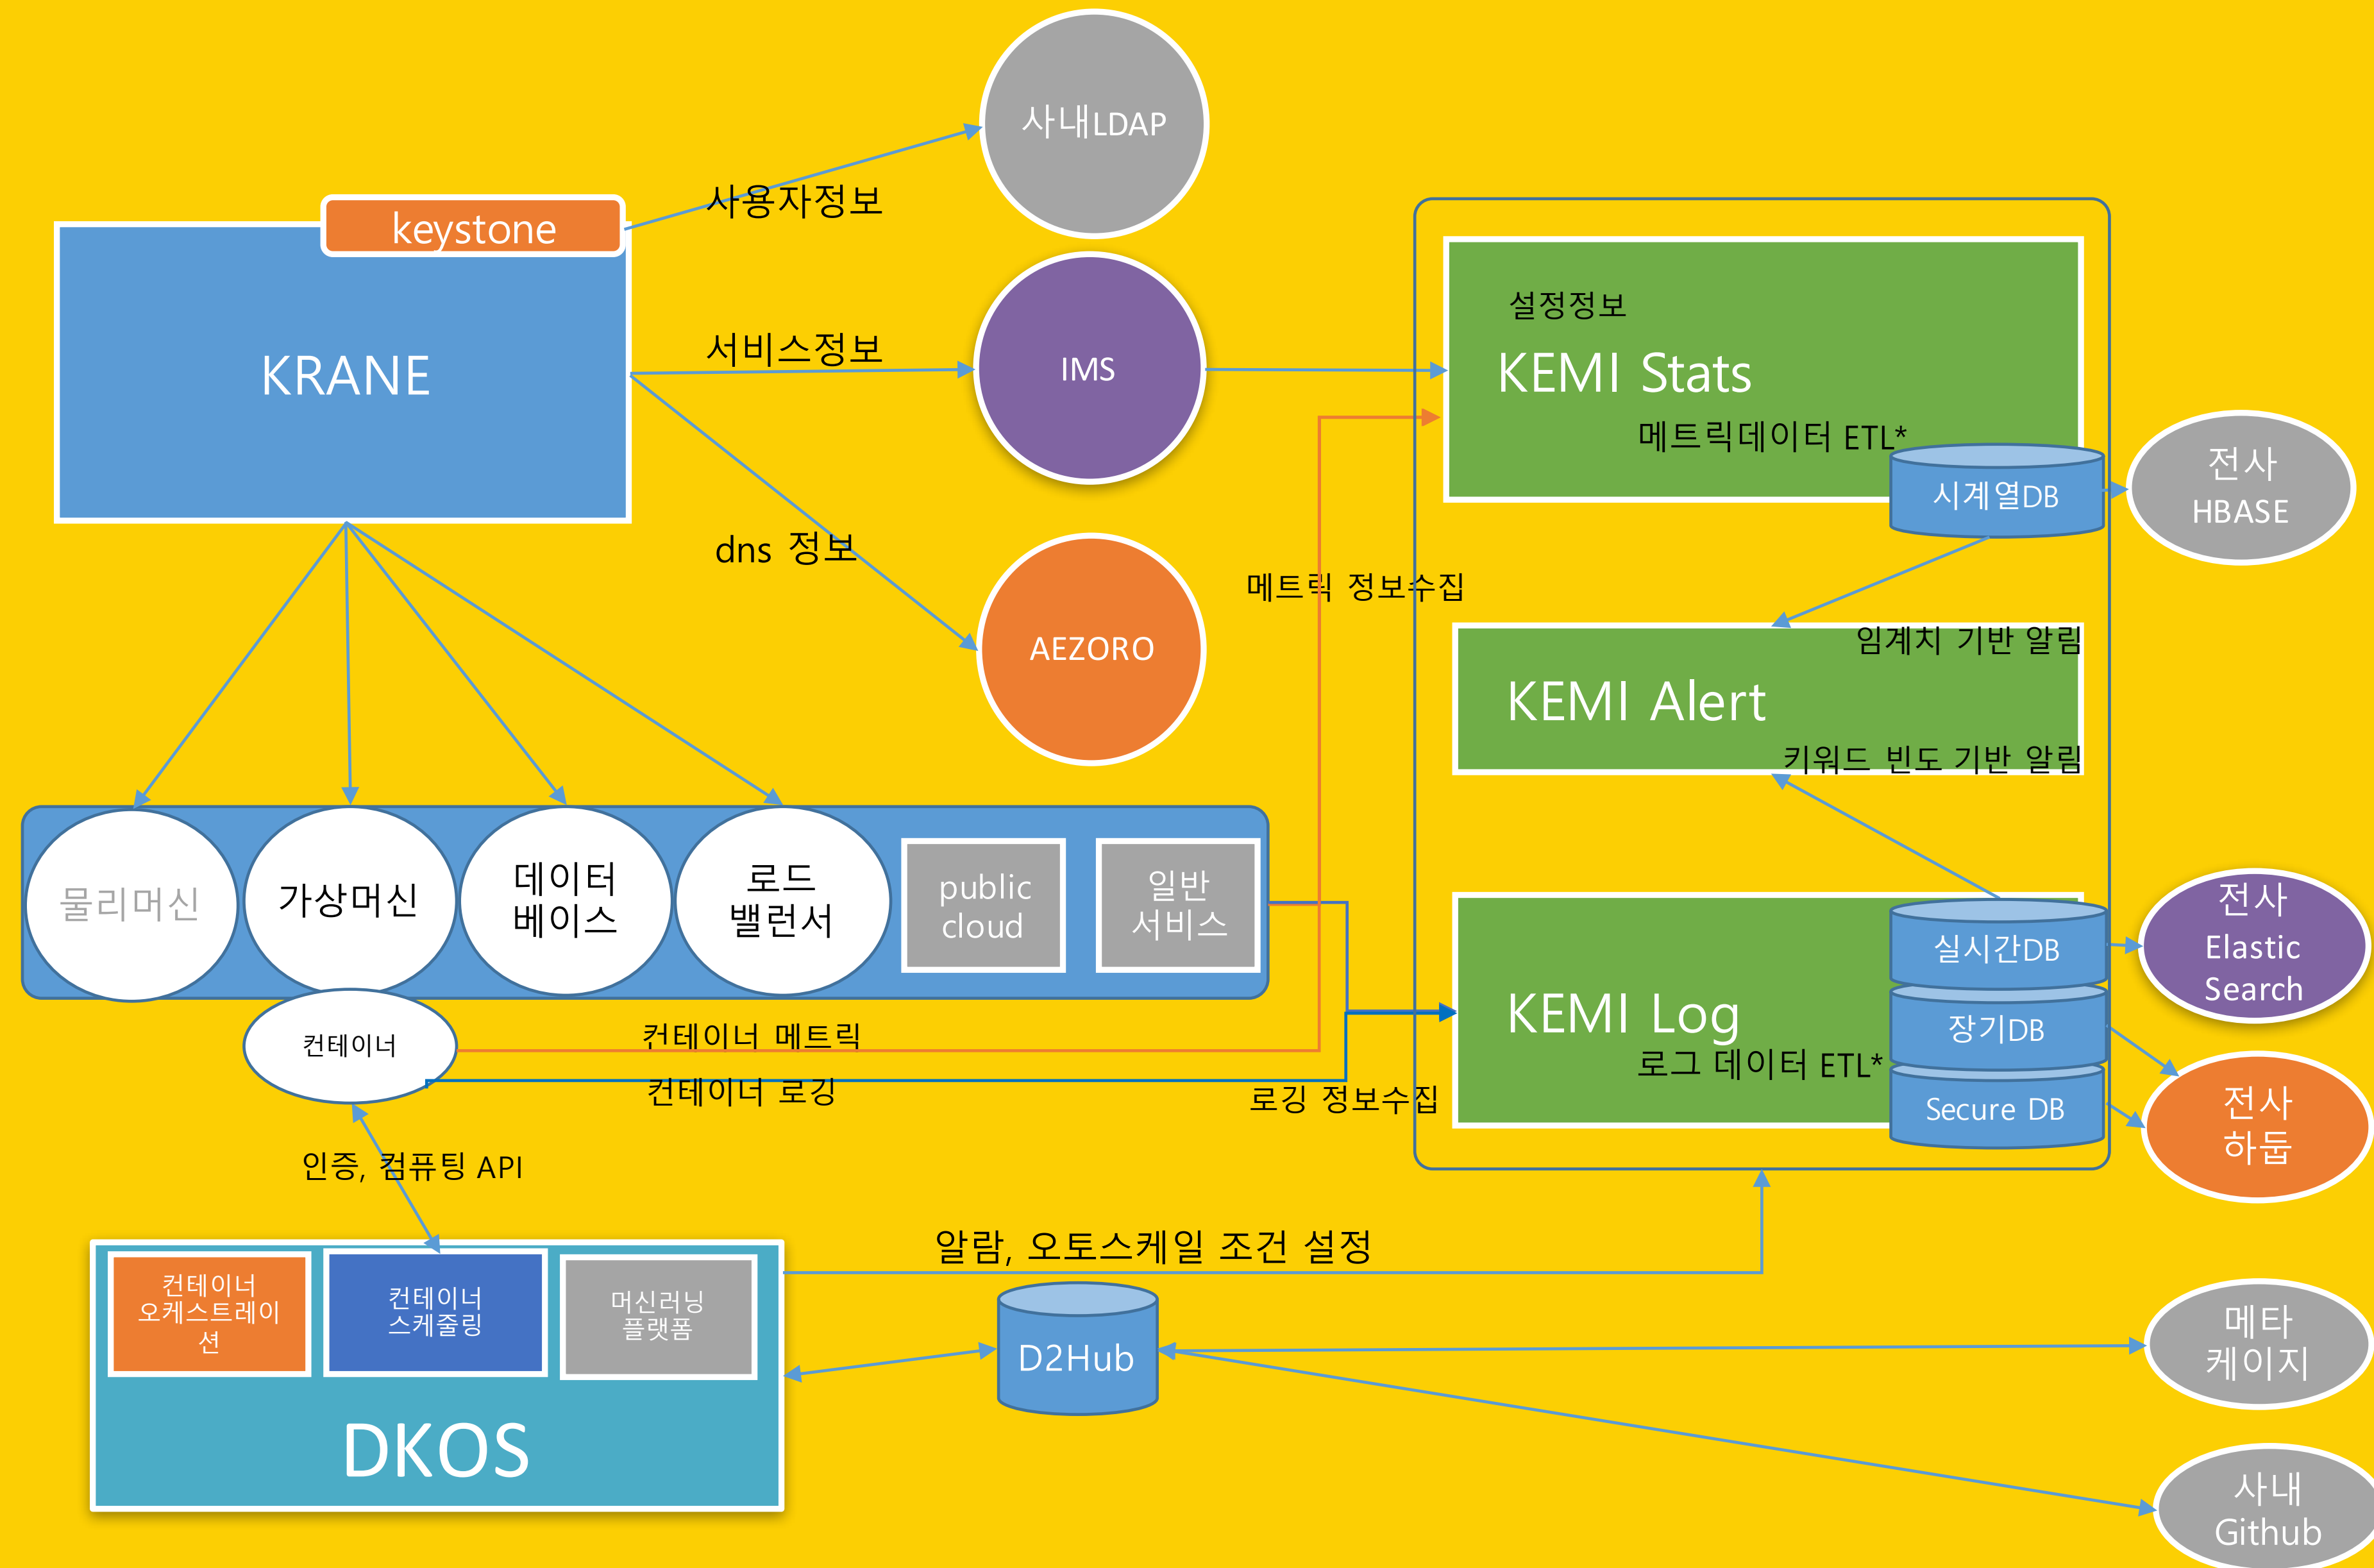 사내LDAP
사용자정보
keystone
KRANE
서비스정보
IMS
dns 정보
AEZORO
설정정보
KEMI Stats
메트릭데이터 ETL*
시계열DB
전사
HBASE
메트릭 정보수집
임계치 기반 알림
KEMI Alert
키워드 빈도 기반 알림
물리머신
가상머신
데이터
베이스
로드
밸런서
public
cloud
일반
서비스
실시간DB
전사
Elastic
Search
KEMI Log
장기DB
로그 데이터 ETL*
Secure DB
전사
하둡
컨테이너
컨테이너 메트릭
컨테이너 로깅
로깅 정보수집
인증, 컴퓨팅 API
알람, 오토스케일 조건 설정
컨테이너
오케스트레이
션
컨테이너
스케줄링
머신러닝
플랫폼
DKOS
D2Hub
메타
케이지
사내
Github